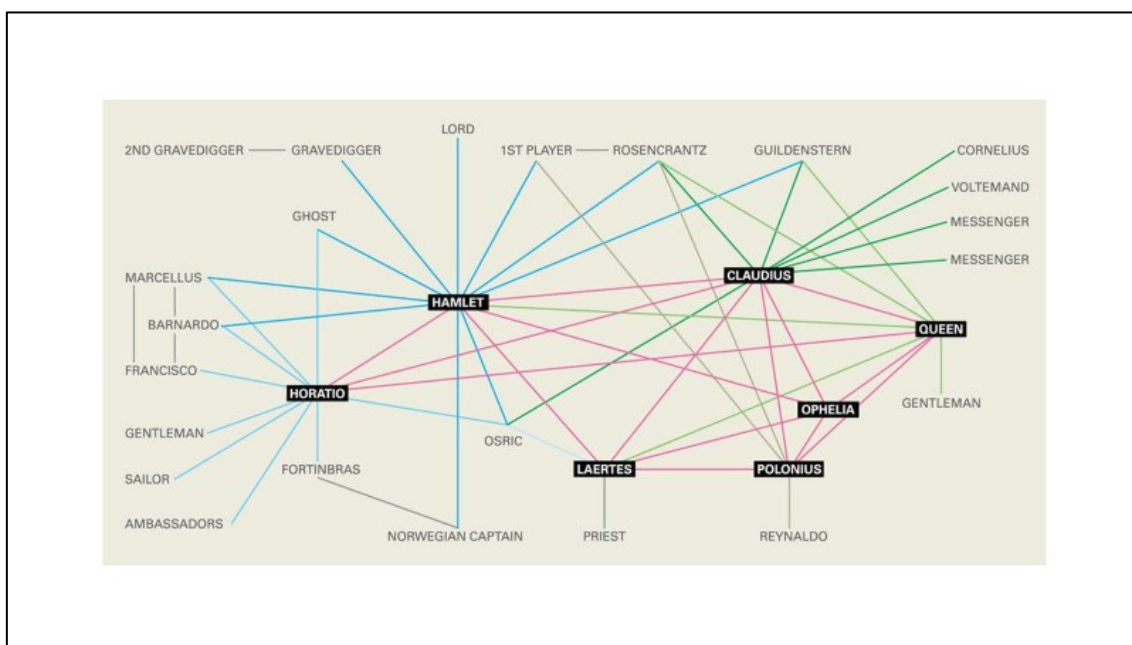 LORD
2ND GRAVEDIGGER GRAVEDIGGER 1ST PLAYER ROSENCRANTZ GUILDENSTERN CORNELIUS
VOLTEMAND
GHOST MESSENGER
MESSENGER
MARCELLUS CLAUDIUS
HAMLET
BARNARDO QUEEN
FRANCISCO
HORATIO
GENTLEMAN
OPHELIA
GENTLEMAN OSRIC
FORTINBRAS LAERTES POLONIUS
SAILOR
AMBASSADORS
NORWEGIAN CAPTAIN PRIEST REYNALDO